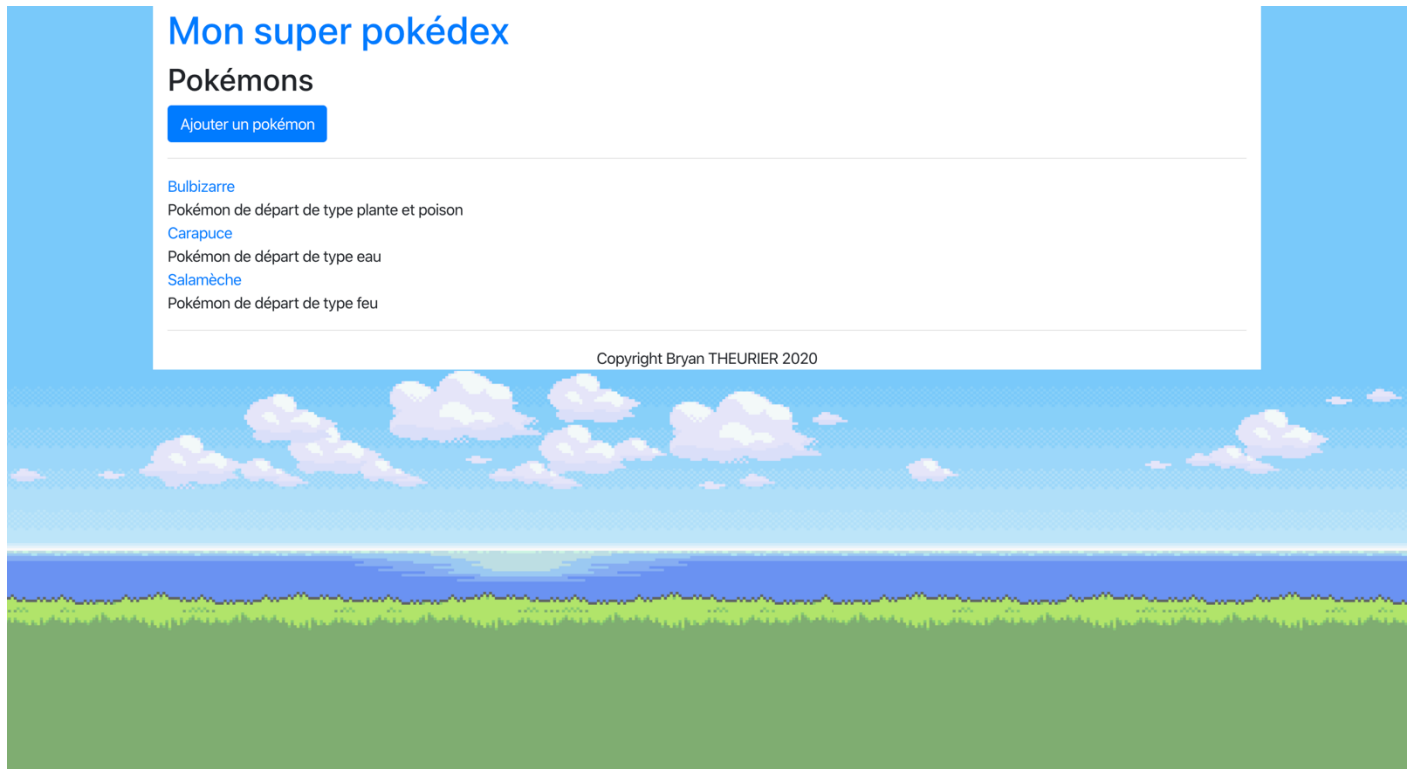 Mon super pokédex
Pokémons
Ajouter un pokémon
Bulbizarre
Pokémon de départ de type plante et poison
Carapuce
Pokémon de départ de type eau
Salamèche
Pokémon de départ de type feu
Copyright Bryan THEURIER 2020